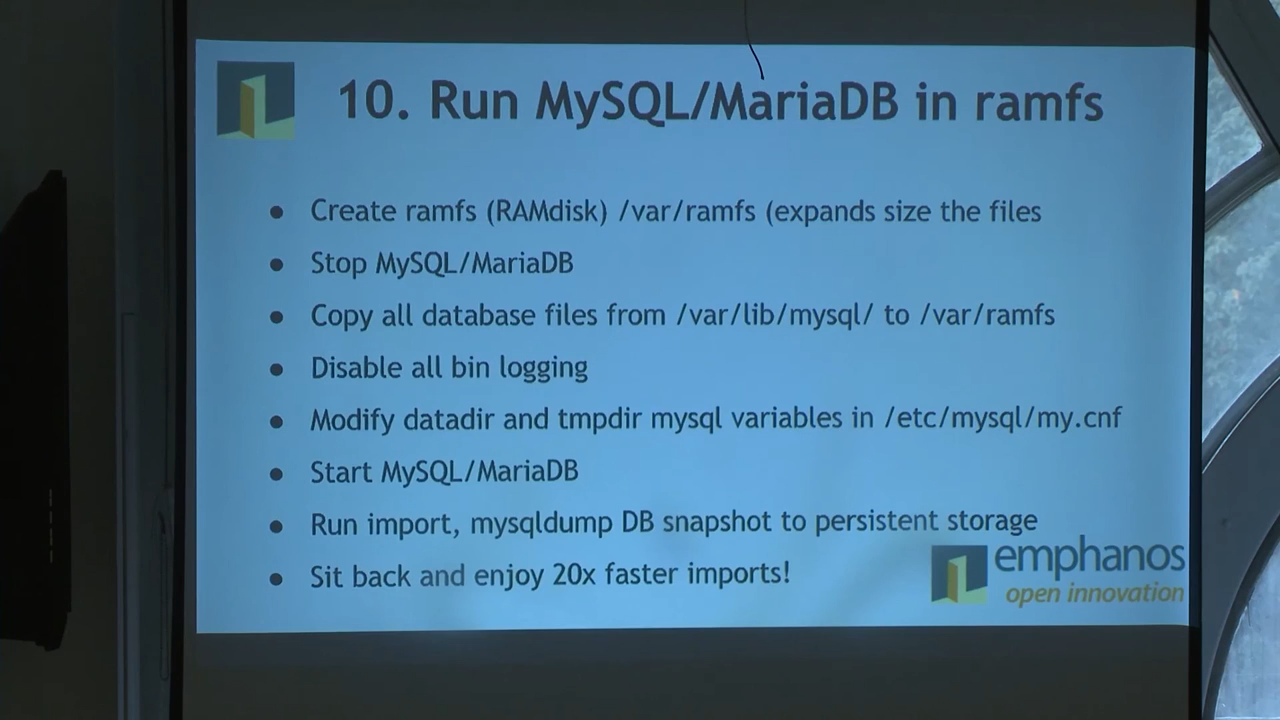 10. Run MySQL/MariaDB in ramfs
Create ramfs (RAMdisk) /var/ramfs (expands size the files
Stop MySQL/MariaDB
Copy all database files from /var/lib/mysql/ to /var/ramfs
Disable all bin logging
Modify datadir and tmpdir mysql variables in /etc/mysql/my.cnf
Start MySQL/MariaDB
Run import, mysqldump DB snapshot to persistent storage
Sit back and enjoy 20x faster imports!
emphanos
open innovation